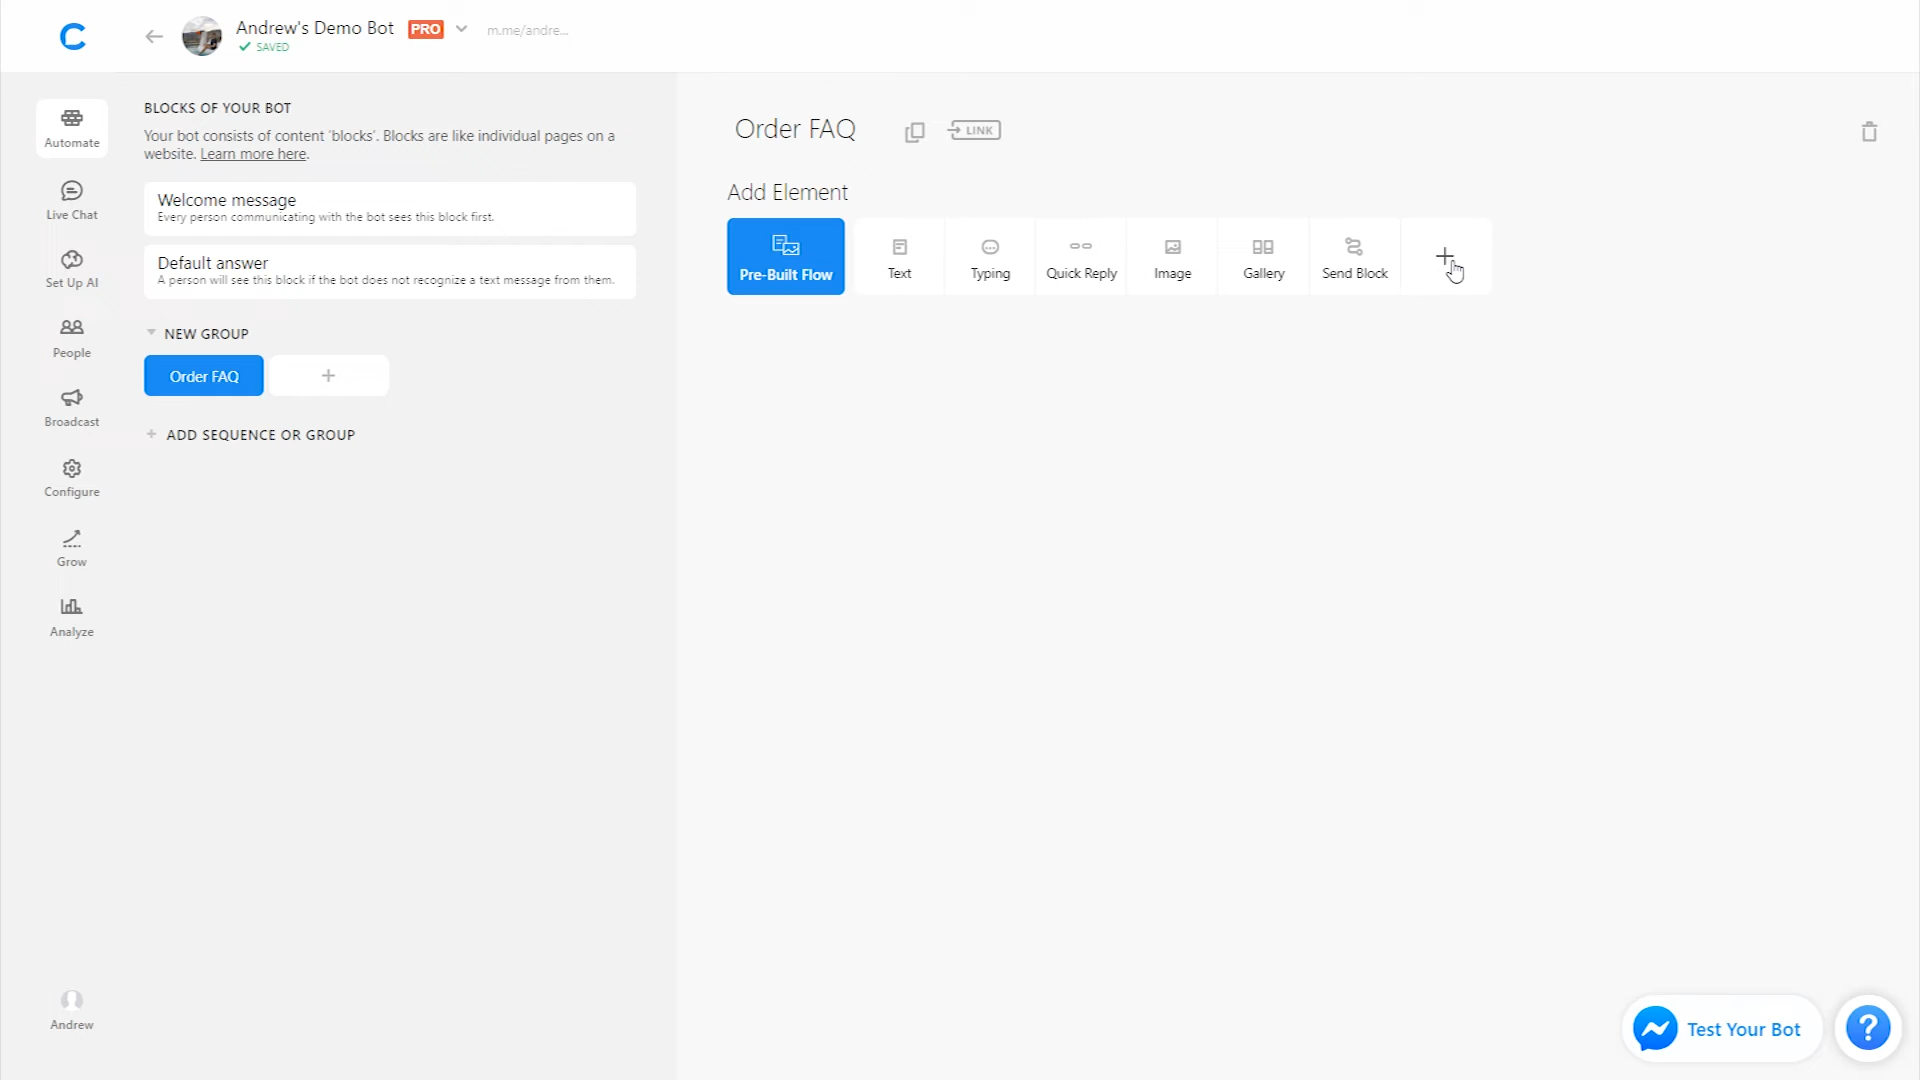 Andrew's Demo Bot PRO m.me/andre...
SAVED
Automate
Live Chat
Set Up AI
People
Broadcast
Configure
Grow
Analyze
Andrew
BLOCKS OF YOUR BOT
Your bot consists of content 'blocks'. Blocks are like individual pages on a
website. Learn more here.
Welcome message
Every person communicating with the bot sees this block first.
Default answer
A person will see this block if the bot does not recognize a text message from them.
NEW GROUP
Order FAQ
+
+ ADD SEQUENCE OR GROUP
Order FAQ LINK
Add Element
Pre-Built Flow
Text
Typing
Quick Reply
Image
Gallery
Send Block
+
Test Your Bot
?